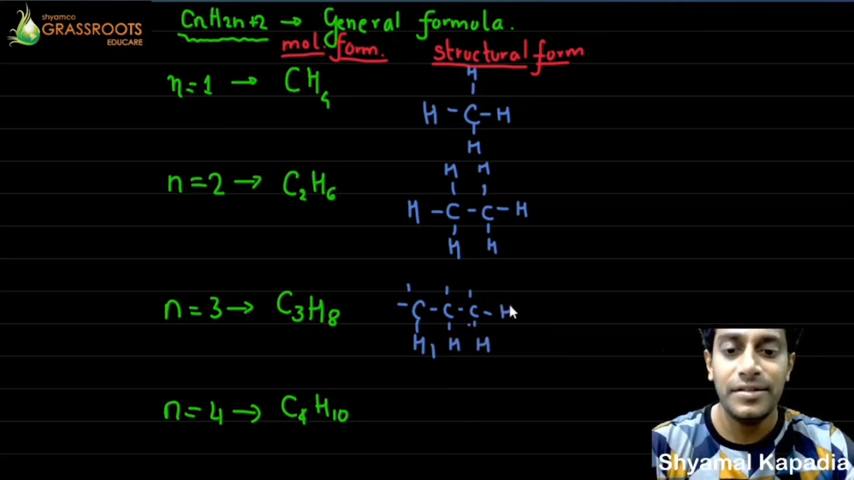 shyamco
GRASSROOTS
EDUCARE
CnH2n+2 → General formula.
mol. form. structural form
n=1 → CH4
H
H - C - H
H
n=2 → C2H6
H H
H - C - C - H
H H
n=3 → C3H8
- C - C - C - H
H H H
n=4 → C4H10
Shyamal Kapadia